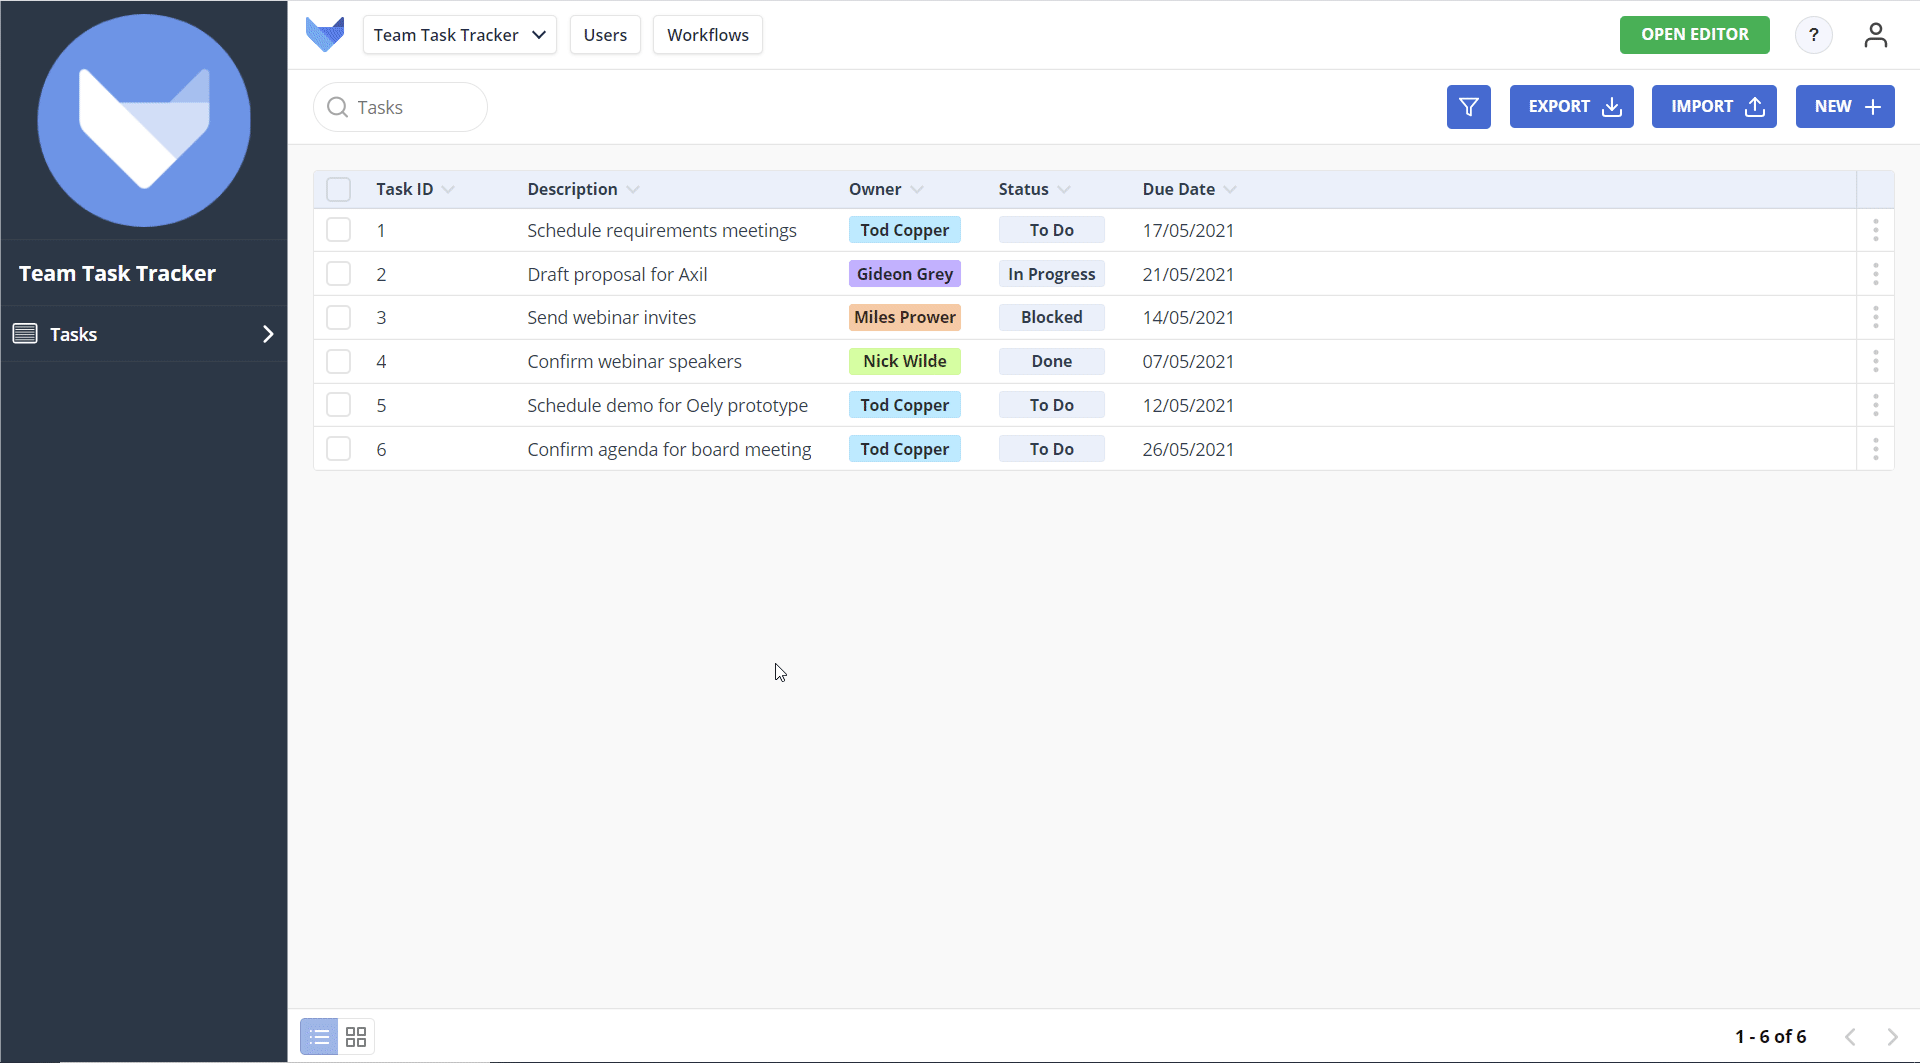 Team Task Tracker
Tasks
Team Task Tracker Users Workflows OPEN EDITOR ?
Tasks EXPORT IMPORT NEW
Task ID Description Owner Status Due Date
1 Schedule requirements meetings Tod Copper To Do 17/05/2021
2 Draft proposal for Axil Gideon Grey In Progress 21/05/2021
3 Send webinar invites Miles Prower Blocked 14/05/2021
4 Confirm webinar speakers Nick Wilde Done 07/05/2021
5 Schedule demo for Oely prototype Tod Copper To Do 12/05/2021
6 Confirm agenda for board meeting Tod Copper To Do 26/05/2021
1 - 6 of 6